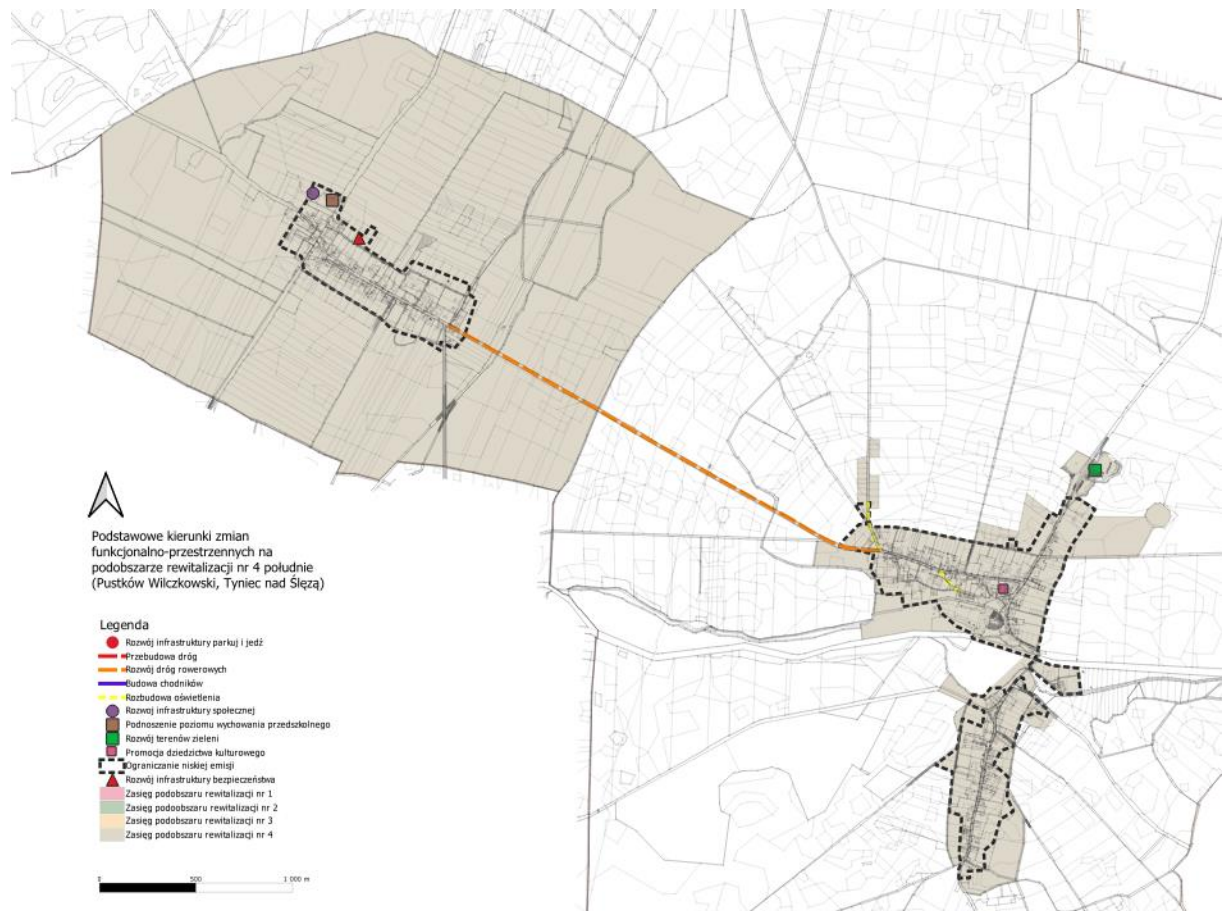 Podstawowe kierunki zmian
funkcjonalno-przestrzennych na
podobszarze rewitalizacji nr 4 południe
(Pustków Wilczkowski, Tyniec nad Ślęzą)
Legenda
Rozwój infrastruktury parkuj i jedź
Przebudowa dróg
Rozwój dróg rowerowych
Budowa chodników
Rozbudowa oświetlenia
Rozwoj infrastruktury społecznej
Podnoszenie poziomu wychowania przedszkolnego
Rozwój terenów zieleni
Promocja dziedzictwa kulturowego
Ograniczanie niskiej emisji
Rozwój infrastruktury bezpieczeństwa
Zasięg podobszaru rewitalizacji nr 1
Zasięg podoobszaru rewitalizacji nr 2
Zasięg podobszaru rewitalizacji nr 3
Zasięg podobszaru rewitalizacji nr 4
0 500 1 000 m